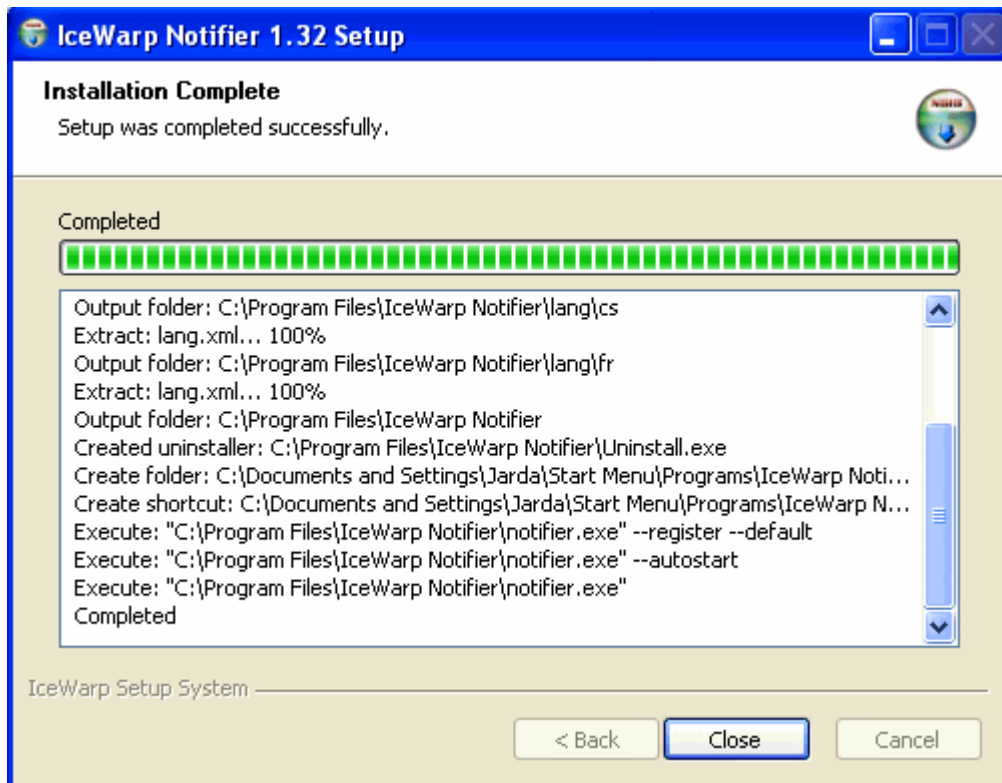 IceWarp Notifier 1.32 Setup
Installation Complete
Setup was completed successfully.
Completed
Output folder: C:\Program Files\IceWarp Notifier\lang\cs
Extract: lang.xml... 100%
Output folder: C:\Program Files\IceWarp Notifier\lang\fr
Extract: lang.xml... 100%
Output folder: C:\Program Files\IceWarp Notifier
Created uninstaller: C:\Program Files\IceWarp Notifier\Uninstall.exe
Create folder: C:\Documents and Settings\Jarda\Start Menu\Programs\IceWarp Noti...
Create shortcut: C:\Documents and Settings\Jarda\Start Menu\Programs\IceWarp N...
Execute: "C:\Program Files\IceWarp Notifier\notifier.exe" --register --default
Execute: "C:\Program Files\IceWarp Notifier\notifier.exe" --autostart
Execute: "C:\Program Files\IceWarp Notifier\notifier.exe"
Completed
IceWarp Setup System
< Back
Close
Cancel